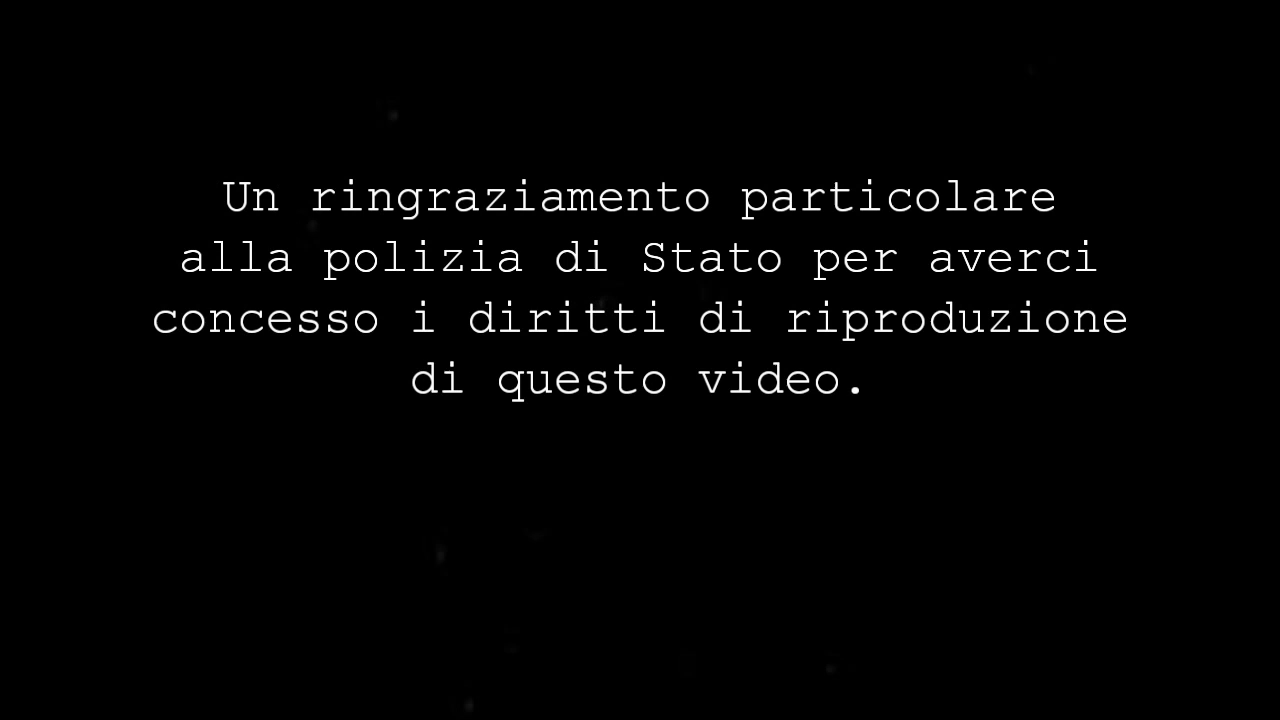 Un ringraziamento particolare
alla polizia di Stato per averci
concesso i diritti di riproduzione
di questo video.